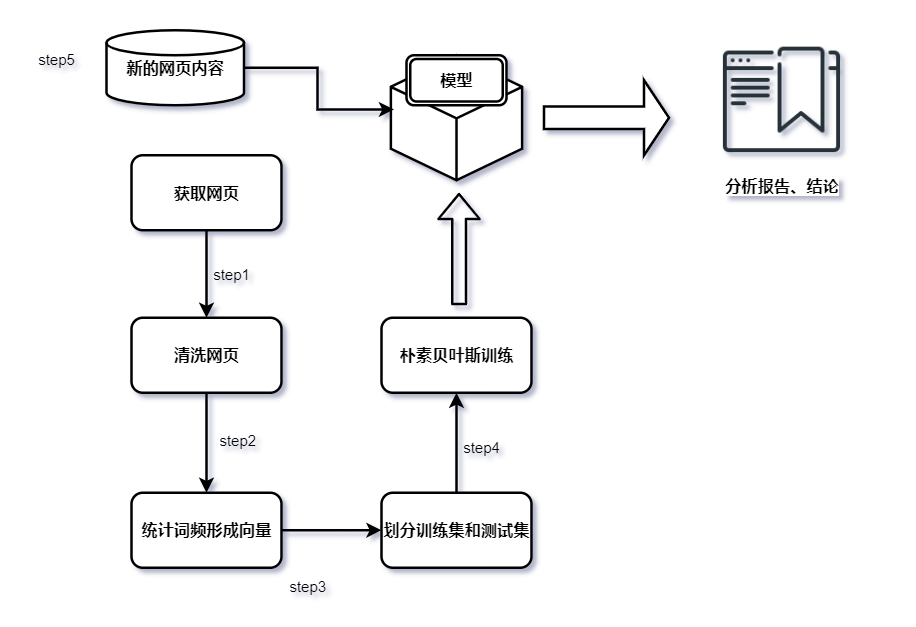 step5
新的网页内容
模型
分析报告、结论
获取网页
step1
清洗网页
朴素贝叶斯训练
step2
step4
统计词频形成向量
划分训练集和测试集
step3